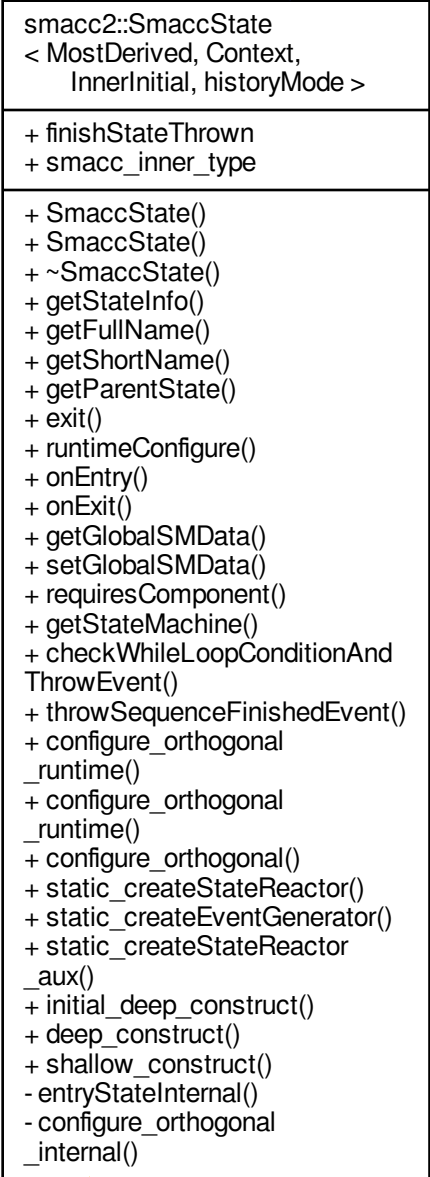 smacc2::SmaccState
< MostDerived, Context,
InnerInitial, historyMode >
+ finishStateThrown
+ smacc_inner_type
+ SmaccState()
+ SmaccState()
+ ~SmaccState()
+ getStateInfo()
+ getFullName()
+ getShortName()
+ getParentState()
+ exit()
+ runtimeConfigure()
+ onEntry()
+ onExit()
+ getGlobalSMData()
+ setGlobalSMData()
+ requiresComponent()
+ getStateMachine()
+ checkWhileLoopConditionAnd
ThrowEvent()
+ throwSequenceFinishedEvent()
+ configure_orthogonal
_runtime()
+ configure_orthogonal
_runtime()
+ configure_orthogonal()
+ static_createStateReactor()
+ static_createEventGenerator()
+ static_createStateReactor
_aux()
+ initial_deep_construct()
+ deep_construct()
+ shallow_construct()
- entryStateInternal()
- configure_orthogonal
_internal()